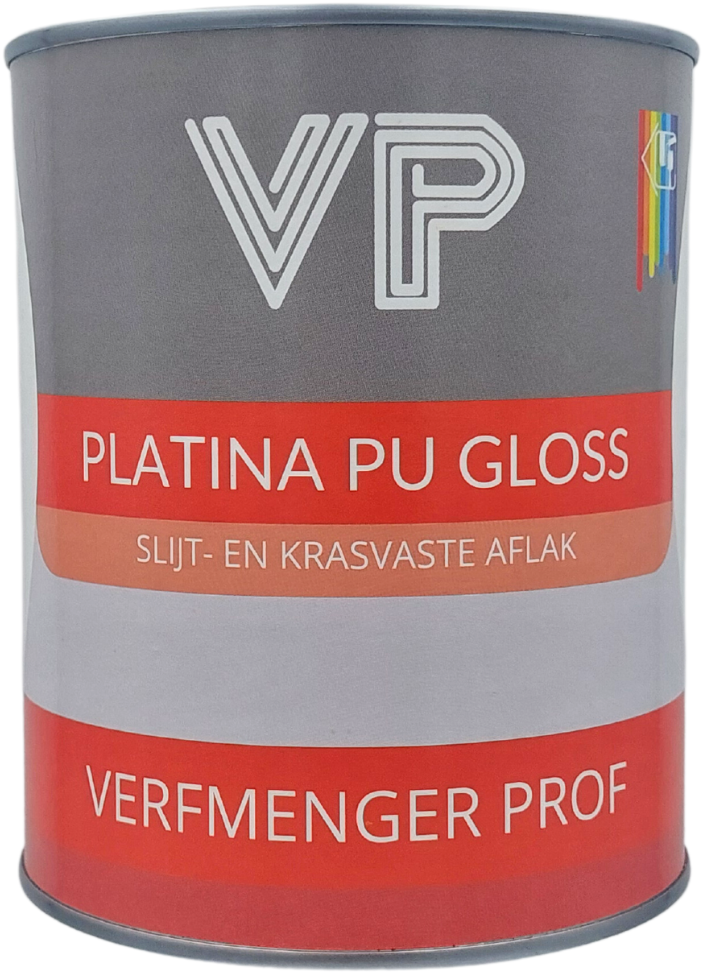 VP
PLATINA PU GLOSS
SLIJT- EN KRASVASTE AFLAK
VERFMENGER PROF